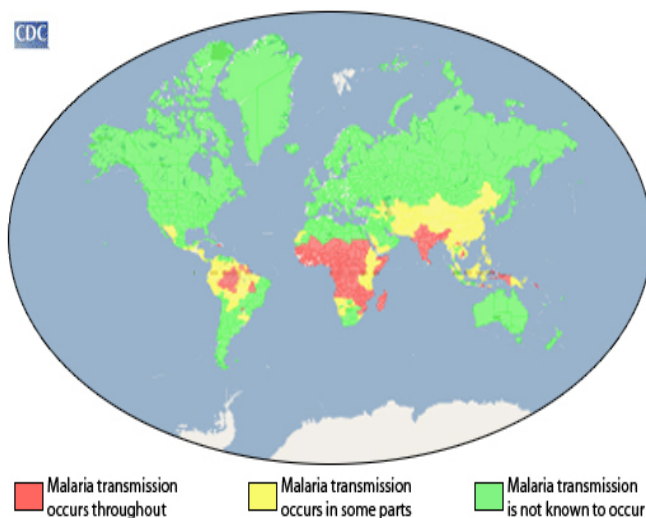 CDC
Malaria transmission
occurs throughout
Malaria transmission
occurs in some parts
Malaria transmission
is not known to occur